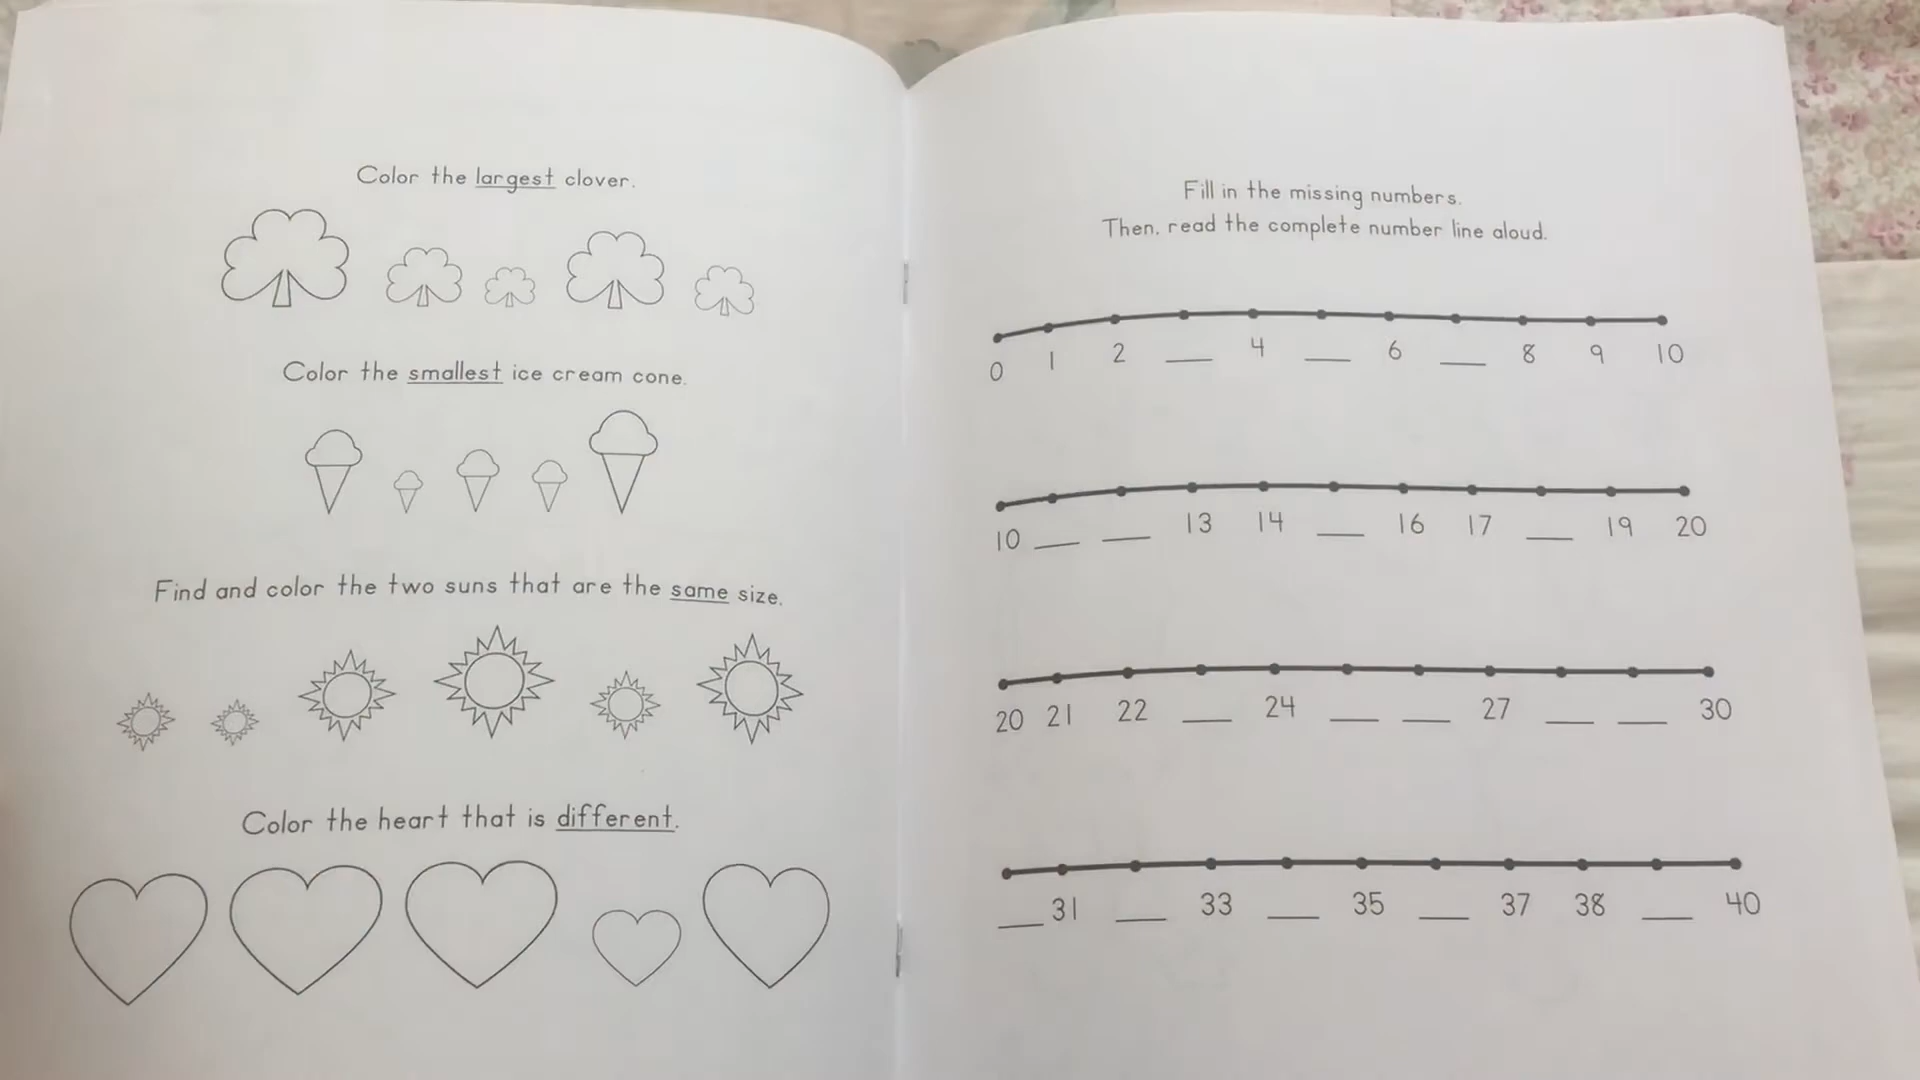 Color the largest clover.
Color the smallest ice cream cone.
Find and color the two suns that are the same size.
Color the heart that is different.
Fill in the missing numbers.
Then, read the complete number line aloud.
0 1 2 __ 4 __ 6 __ 8 9 10
10 __ __ 13 14 __ 16 17 __ 19 20
20 21 22 __ 24 __ __ 27 __ __ 30
__ 31 __ 33 __ 35 __ 37 38 __ 40